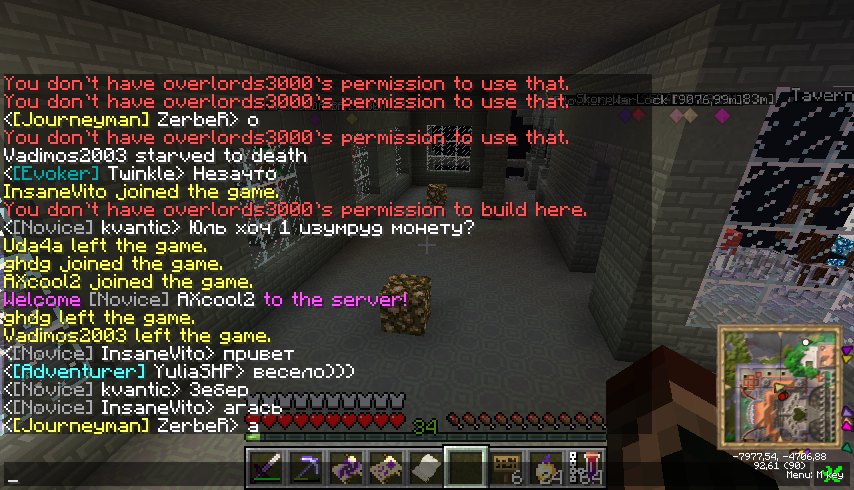 You don't have overlords3000's permission to use that.
You don't have overlords3000's permission to use that.
<[Journeyman] ZerbeR> о
You don't have overlords3000's permission to use that.
Vadimos2003 starved to death
<[Evoker] Twinkle> Незачто
InsaneVito joined the game.
You don't have overlords3000's permission to build here.
<[Novice] kvantic> Юль хоч 1 изумруд монету?
Uda4a left the game.
ghdg joined the game.
AXcool2 joined the game.
Welcome [Novice] AXcool2 to the server!
ghdg left the game.
Vadimos2003 left the game.
<[Novice] InsaneVito> привет
<[Adventurer] YuliaSHP> весело)))
<[Novice] kvantic> Зебер
<[Novice] InsaneVito> агась
<[Journeyman] ZerbeR> а
Lock [9076,99m]
83m]
Tavern
34
6
24
64
-7977,54, -4706,88
92,61 (90)
Menu: M key
_